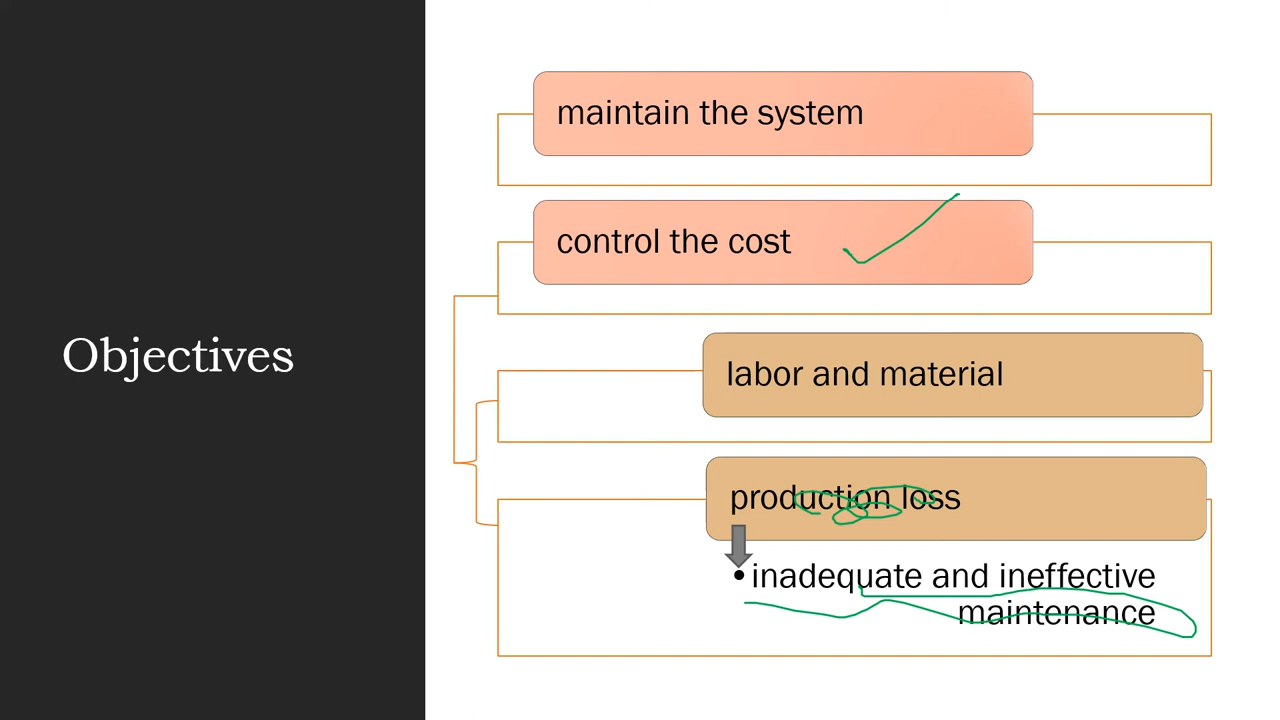 Objectives
maintain the system
control the cost
labor and material
production loss
•inadequate and ineffective
maintenance